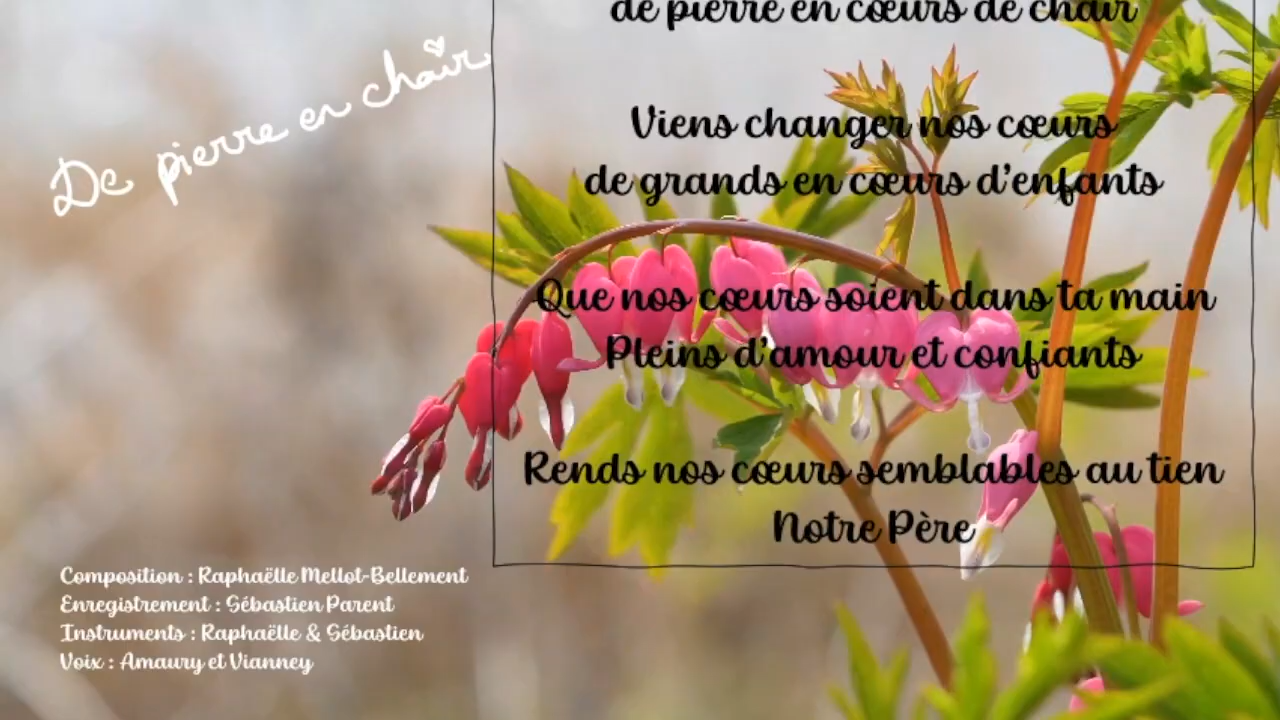 De pierre en chair
de pierre en cœurs de chair
Viens changer nos cœurs
de grands en cœurs d'enfants
Que nos cœurs soient dans ta main
Pleins d'amour et confiants
Rends nos cœurs semblables au tien
Notre Père
Composition : Raphaëlle Mellot-Bellement
Enregistrement : Sébastien Parent
Instruments : Raphaëlle & Sébastien
Voix : Amaury et Vianney